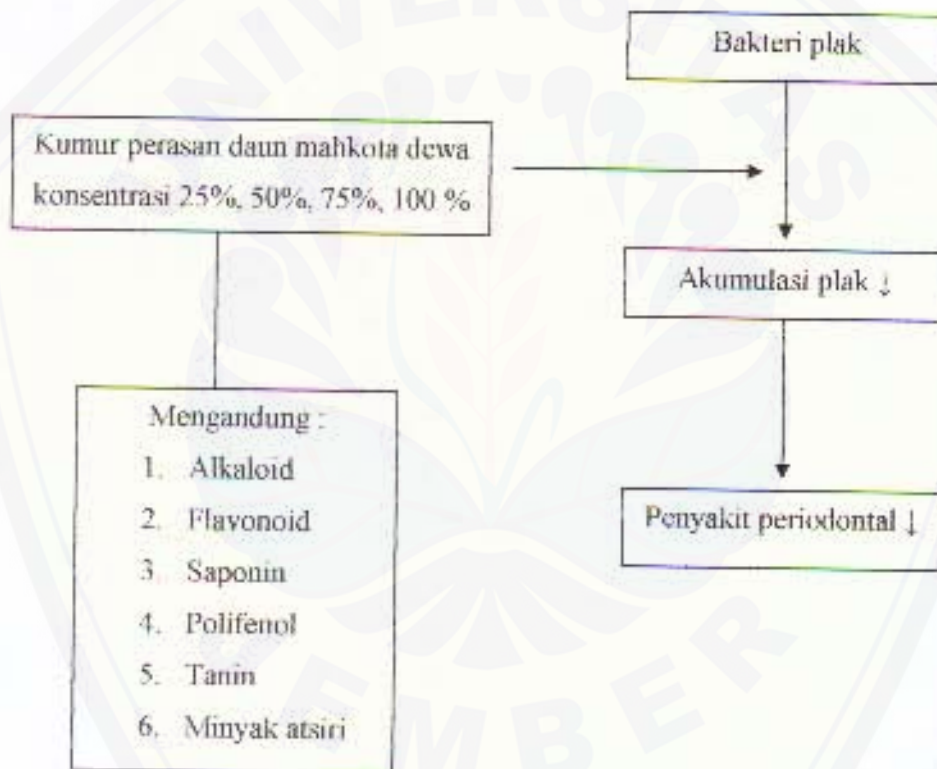 Bakteri plak
Kumur perasan daun mahkota dewa
konsentrasi 25%, 50%, 75%, 100 %
Akumulasi plak ↓
Mengandung :
1. Alkaloid
2. Flavonoid
3. Saponin
4. Polifenol
5. Tanin
6. Minyak atsiri
Penyakit periodontal ↓